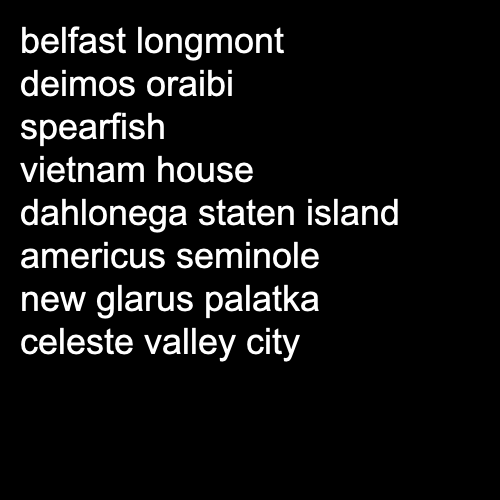 belfast longmont
deimos oraibi
spearfish
vietnam house
dahlonega staten island
americus seminole
new glarus palatka
celeste valley city